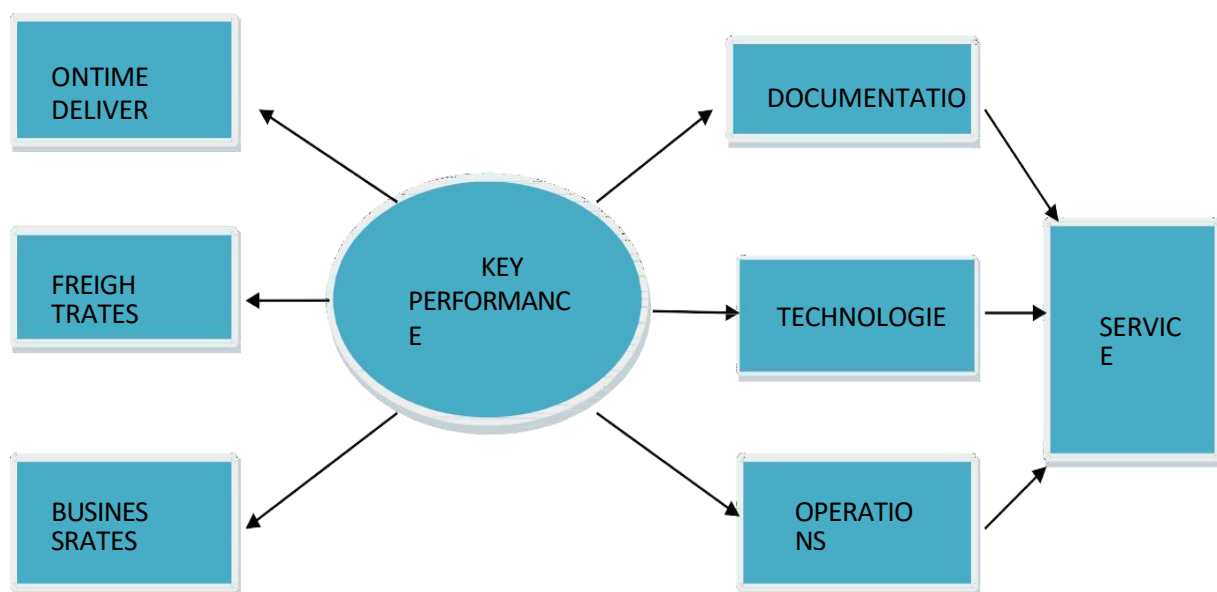 ONTIME
DELIVER
DOCUMENTATIO
KEY
PERFORMANC
E
FREIGH
TRATES
TECHNOLOGIE
SERVIC
E
BUSINES
SRATES
OPERATIO
NS